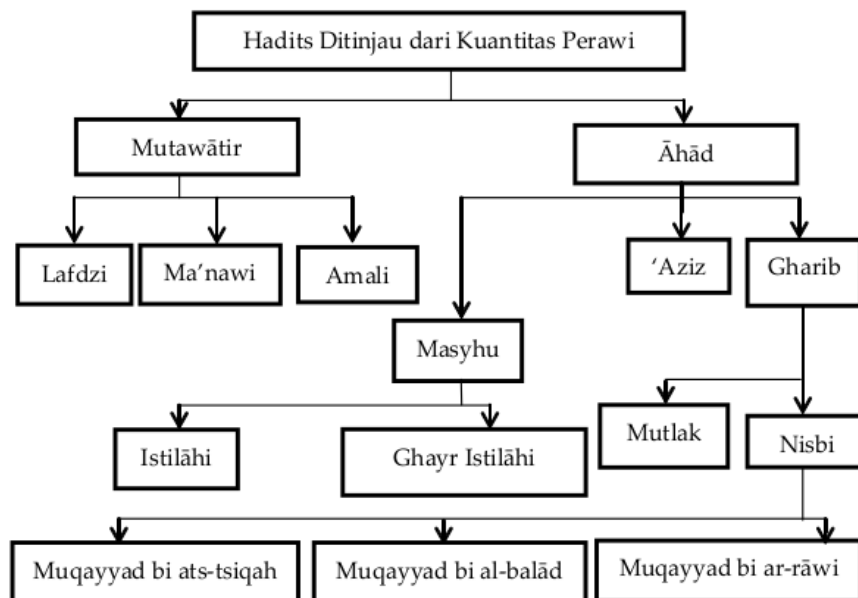 Hadits Ditinjau dari Kuantitas Perawi
Mutawātir
Āhād
Lafdzi
Ma’nawi
Amali
‘Aziz
Gharib
Masyhu
Istilāhi
Ghayr Istilāhi
Mutlak
Nisbi
Muqayyad bi ats-tsiqah
Muqayyad bi al-balād
Muqayyad bi ar-rāwi